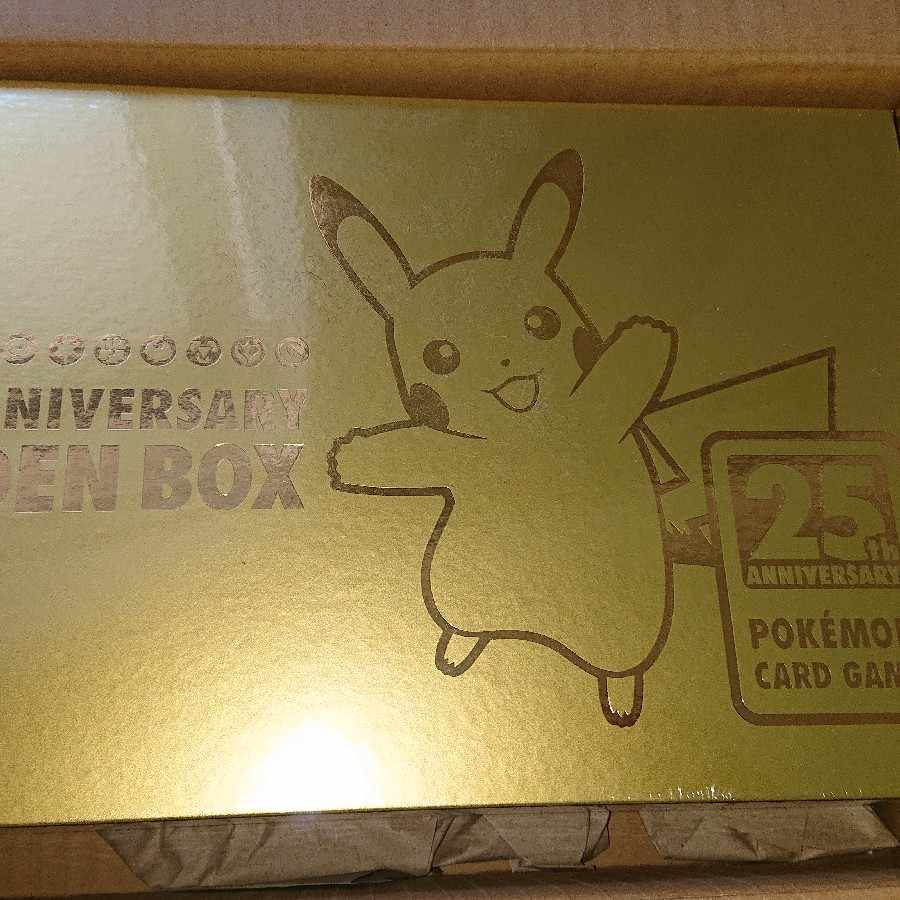 NIVERSARY
DEN BOX
25th
ANNIVERSARY
POKÉMO
CARD GAM